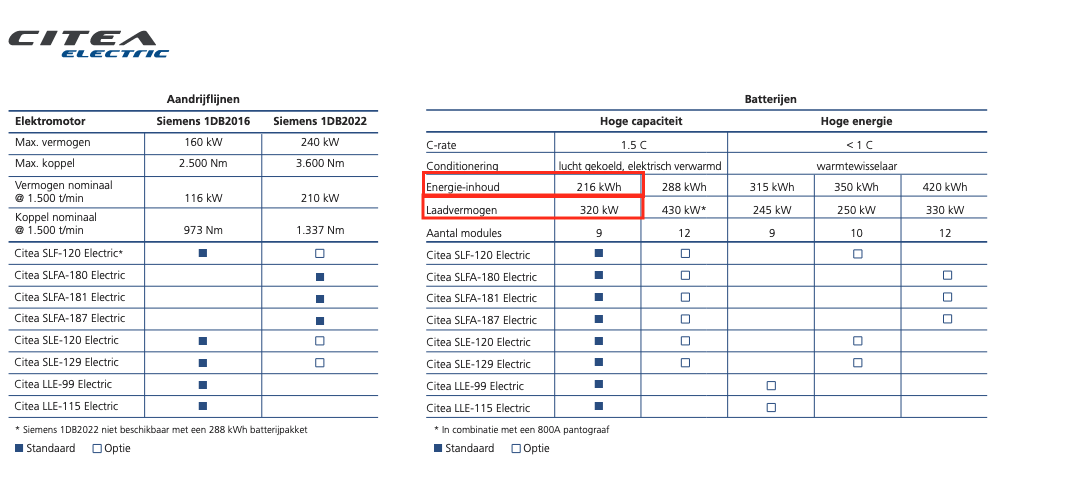 CITEA
ELECTRIC
Aandrijflijnen
Elektromotor Siemens 1DB2016 Siemens 1DB2022
Max. vermogen 160 kW 240 kW
Max. koppel 2.500 Nm 3.600 Nm
Vermogen nominaal
@ 1.500 t/min 116 kW 210 kW
Koppel nominaal
@ 1.500 t/min 973 Nm 1.337 Nm
Citea SLF-120 Electric*
Citea SLFA-180 Electric
Citea SLFA-181 Electric
Citea SLFA-187 Electric
Citea SLE-120 Electric
Citea SLE-129 Electric
Citea LLE-99 Electric
Citea LLE-115 Electric
* Siemens 1DB2022 niet beschikbaar met een 288 kWh batterijpakket
Standaard Optie
Batterijen
Hoge capaciteit Hoge energie
C-rate 1.5 C < 1 C
Conditionering lucht gekoeld, elektrisch verwarmd warmtewisselaar
Energie-inhoud 216 kWh 288 kWh 315 kWh 350 kWh 420 kWh
Laadvermogen 320 kW 430 kW* 245 kW 250 kW 330 kW
Aantal modules 9 12 9 10 12
Citea SLF-120 Electric
Citea SLFA-180 Electric
Citea SLFA-181 Electric
Citea SLFA-187 Electric
Citea SLE-120 Electric
Citea SLE-129 Electric
Citea LLE-99 Electric
Citea LLE-115 Electric
* In combinatie met een 800A pantograaf
Standaard Optie